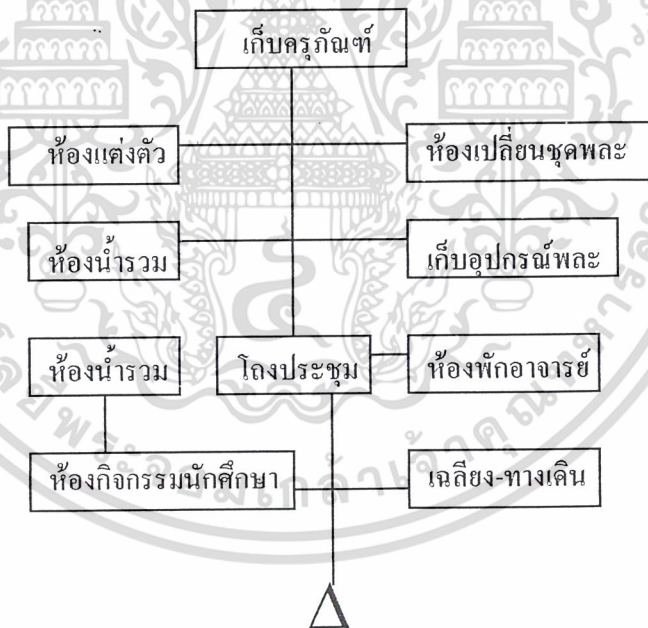 เก็บครุภัณฑ์
ห้องแต่งตัว
ห้องเปลี่ยนชุดพละ
ห้องน้ำรวม
เก็บอุปกรณ์พละ
ห้องน้ำรวม
โถงประชุม
ห้องพักอาจารย์
ห้องกิจกรรมนักศึกษา
เฉลียง-ทางเดิน